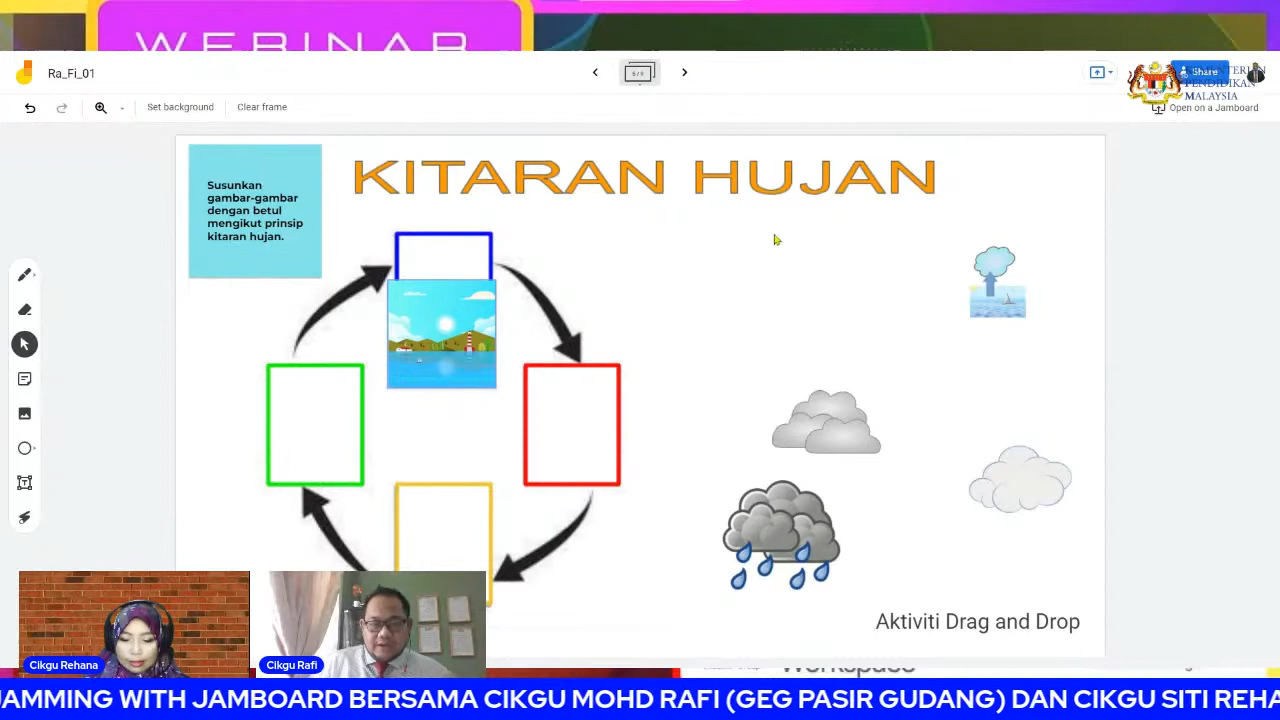 WEBINAR
Ra_Fi_01
Share
KEMENTERIAN
PENDIDIKAN
MALAYSIA
Set background
Clear frame
Open on a Jamboard
Susunkan
gambar-gambar
dengan betul
mengikut prinsip
kitaran hujan.
KITARAN HUJAN
Aktiviti Drag and Drop
Cikgu Rehana
Cikgu Rafi
Workspace
JAMMING WITH JAMBOARD BERSAMA CIKGU MOHD RAFI (GEG PASIR GUDANG) DAN CIKGU SITI REHA